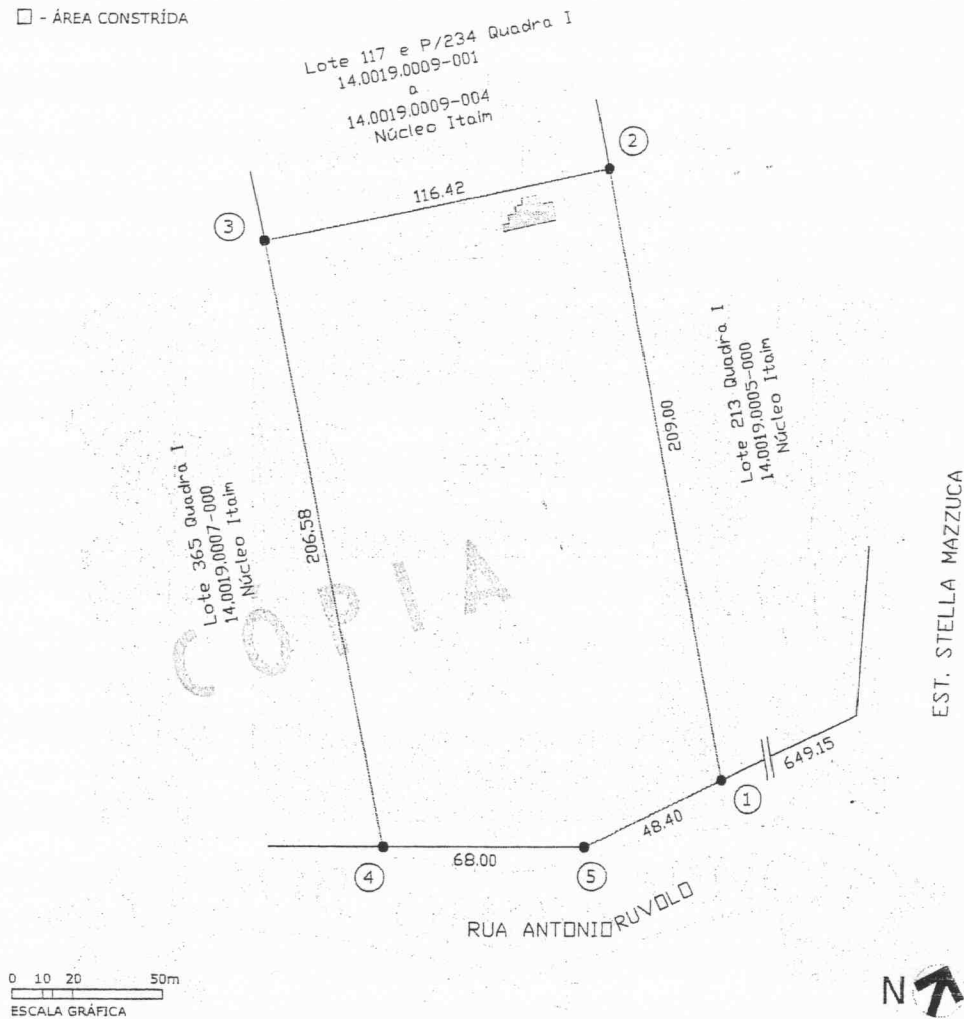 □ - ÁREA CONSTRÍDA
Lote 117 e P/234 Quadra I
14.0019.0009-001
a
14.0019.0009-004
Núcleo Itaim
2
116.42
3
Lote 213 Quadra I
14.0019.0005-000
Núcleo Itaim
209.00
Lote 365 Quadra I
14.0019.0007-000
Núcleo Itaim
206.58
CÓPIA
EST. STELLA MAZZUCA
649.15
1
48.40
68.00
4
5
RUA ANTONIO RUVOLO
0 10 20 50m
ESCALA GRÁFICA
N